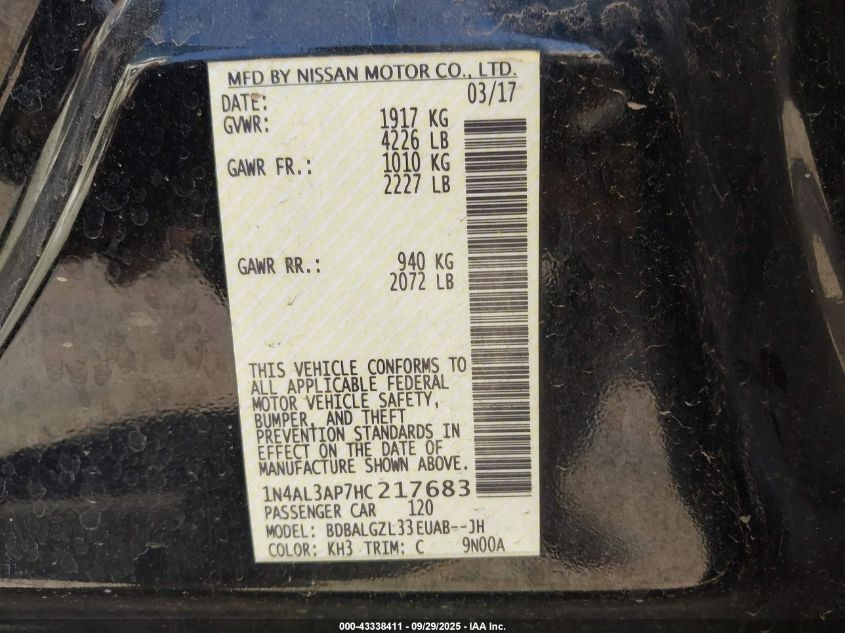 MFD BY NISSAN MOTOR CO., LTD.
DATE: 03/17
GVWR: 1917 KG
4226 LB
GAWR FR.: 1010 KG
2227 LB
GAWR RR.: 940 KG
2072 LB
THIS VEHICLE CONFORMS TO
ALL APPLICABLE FEDERAL
MOTOR VEHICLE SAFETY,
BUMPER, AND THEFT
PREVENTION STANDARDS IN
EFFECT ON THE DATE OF
MANUFACTURE SHOWN ABOVE.
1N4AL3AP7HC217683
PASSENGER CAR 120
MODEL: BDBALGZL33EUAB--JH
COLOR: KH3 TRIM: C 9N00A
000-43338411 - 09/29/2025 - IAA Inc.